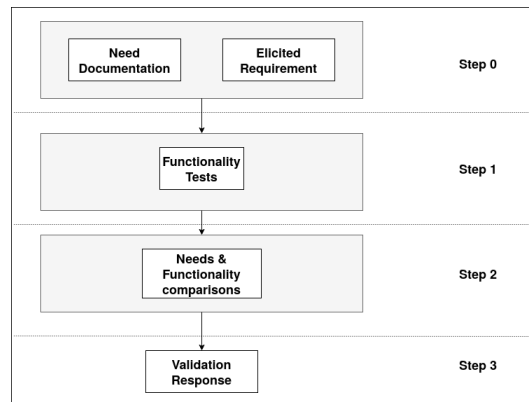 Need
Documentation
Elicited
Requirement
Step 0
Functionality
Tests
Step 1
Needs &
Functionality
comparisons
Step 2
Validation
Response
Step 3